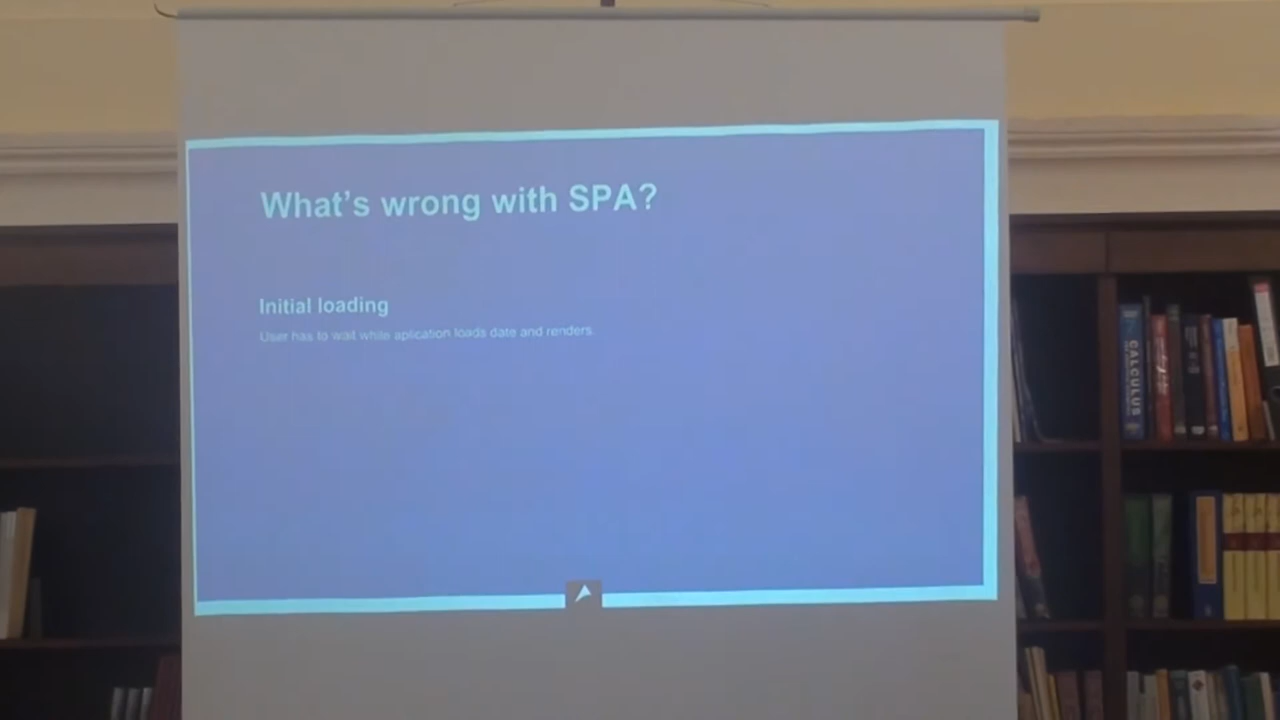 What's wrong with SPA?
Initial loading
User has to wait while aplication loads date and renders.
CALCULUS